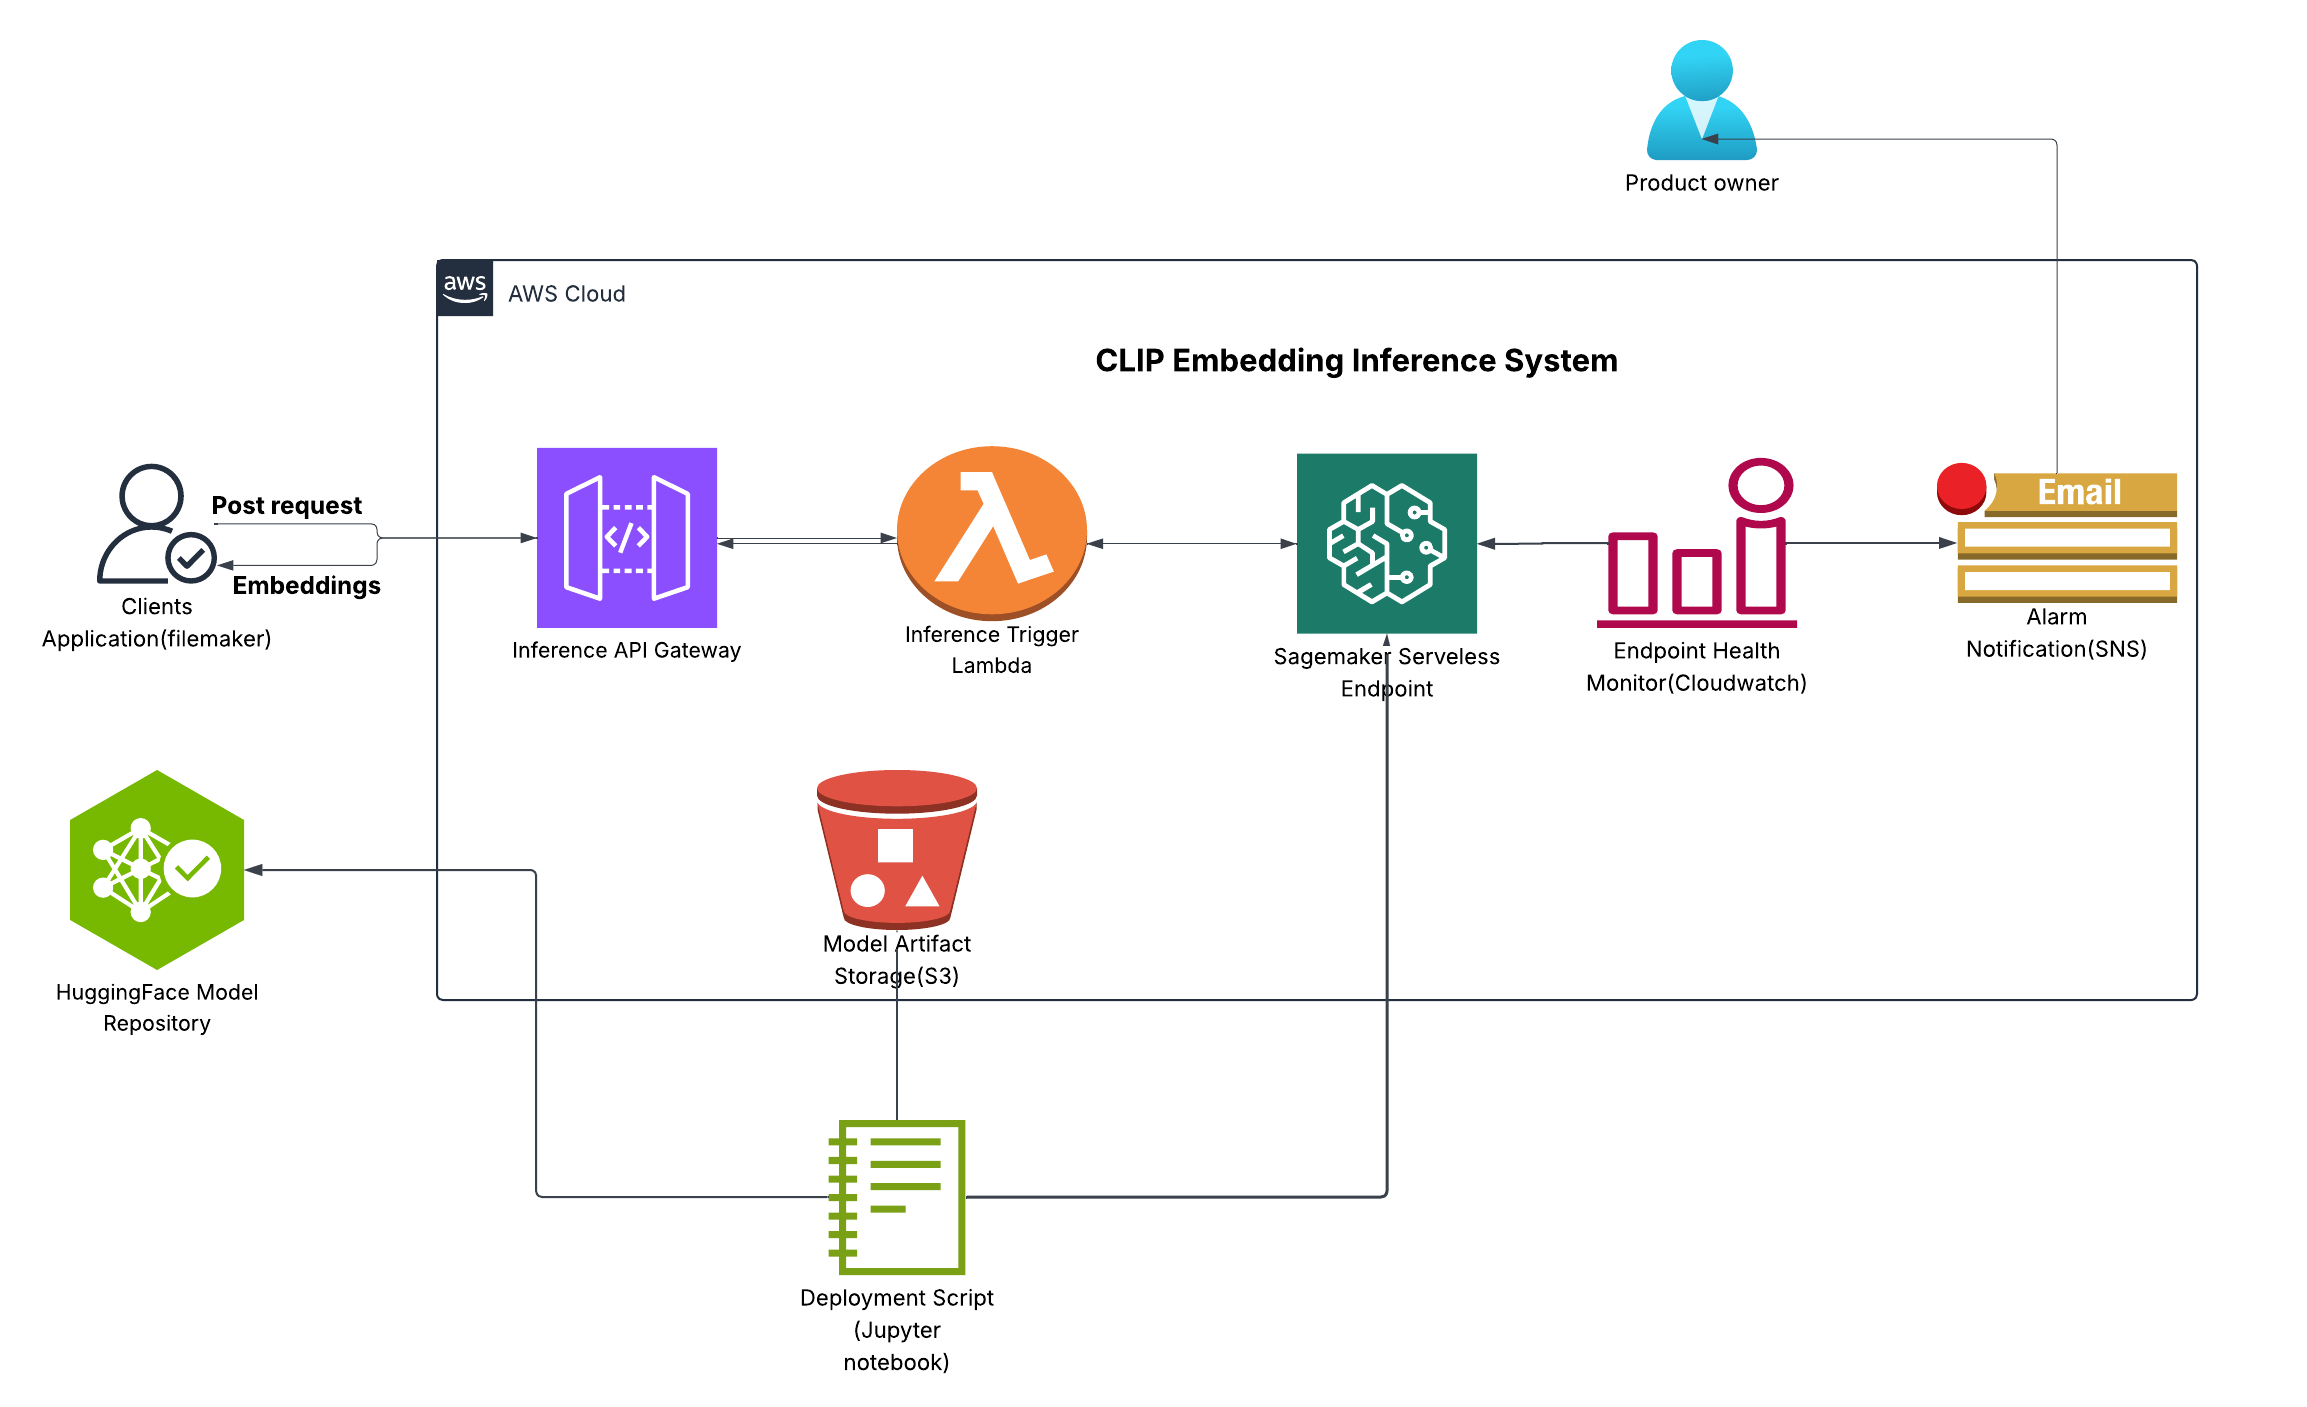 Product owner
aws
AWS Cloud
CLIP Embedding Inference System
Post request
Embeddings
Clients
Application(filemaker)
</>
Inference API Gateway
Inference Trigger
Lambda
Sagemaker Serveless
Endpoint
Endpoint Health
Monitor(Cloudwatch)
Email
Alarm
Notification(SNS)
HuggingFace Model
Repository
Model Artifact
Storage(S3)
Deployment Script
(Jupyter
notebook)